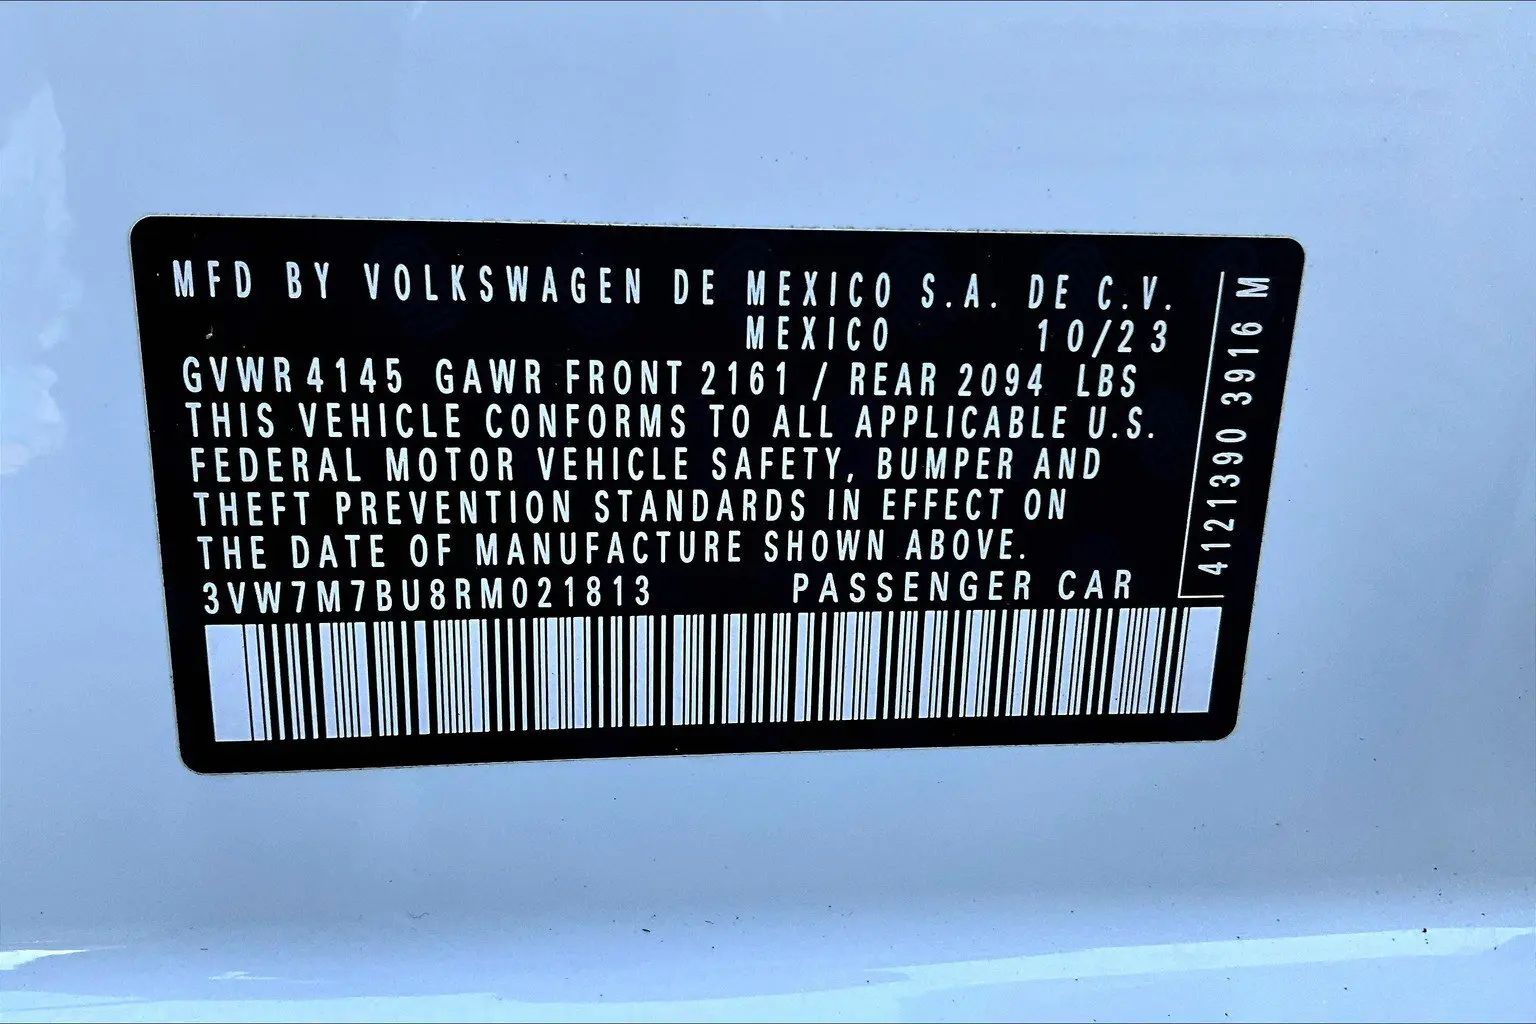 MFD BY VOLKSWAGEN DE MEXICO S.A. DE C.V.
MEXICO 10/23
GVWR 4145 GAWR FRONT 2161 / REAR 2094 LBS
THIS VEHICLE CONFORMS TO ALL APPLICABLE U.S.
FEDERAL MOTOR VEHICLE SAFETY, BUMPER AND
THEFT PREVENTION STANDARDS IN EFFECT ON
THE DATE OF MANUFACTURE SHOWN ABOVE.
3VW7M7BU8RM021813 PASSENGER CAR
4121390 3916 M